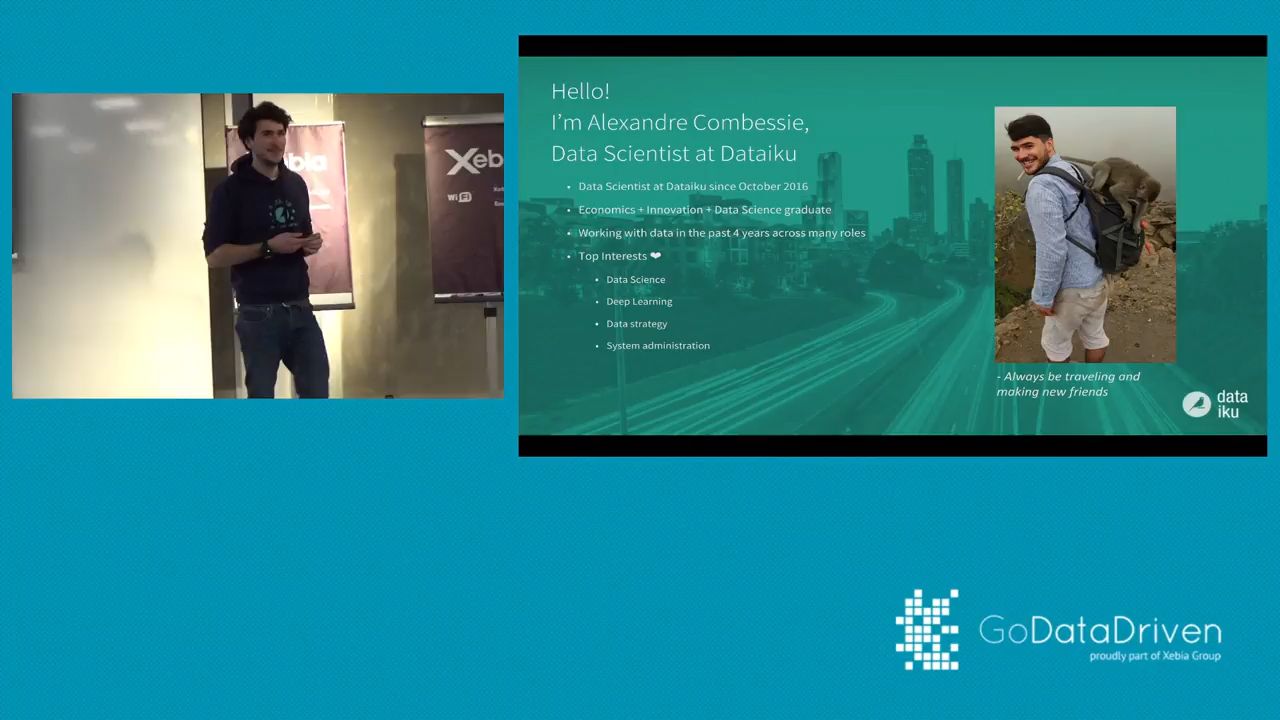 Xebia
WiFi
Hello!
I'm Alexandre Combessie,
Data Scientist at Dataiku
• Data Scientist at Dataiku since October 2016
• Economics + Innovation + Data Science graduate
• Working with data in the past 4 years across many roles
• Top Interests ❤
• Data Science
• Deep Learning
• Data strategy
• System administration
- Always be traveling and
making new friends
data
iku
GoDataDriven
proudly part of Xebia Group